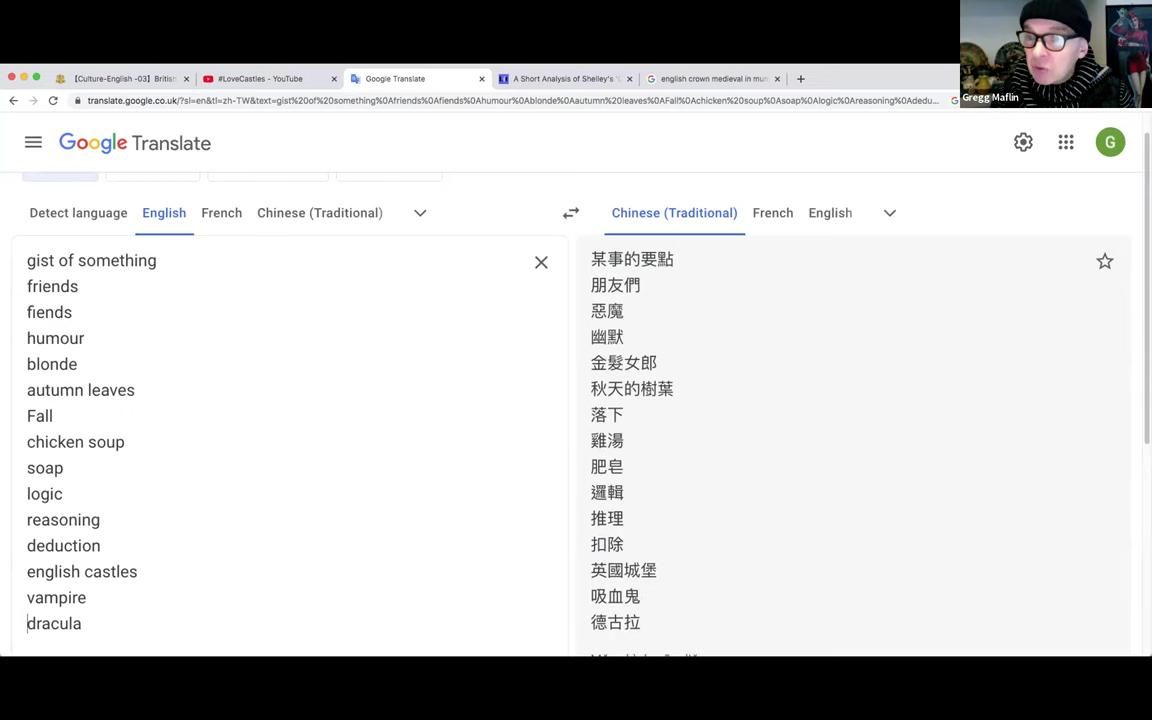 【Culture-English -03】British
#LoveCastles - YouTube
Google Translate
A Short Analysis of Shelley's 'O
english crown medieval in mu
translate.google.co.uk/?sl=en&tl=zh-TW&text=gist%20of%20something%0Afriends%0Afiends%0Ahumour%0Ablonde%0Aautumn%20leaves%0AFall%0Achicken%20soup%0Asoap%0Alogic%0Areasoning%0Adedu...
Gregg Maflin
Google Translate
G
Detect language English French Chinese (Traditional)
Chinese (Traditional) French English
gist of something
friends
fiends
humour
blonde
autumn leaves
Fall
chicken soup
soap
logic
reasoning
deduction
english castles
vampire
dracula
某事的要點
朋友們
惡魔
幽默
金髮女郎
秋天的樹葉
落下
雞湯
肥皂
邏輯
推理
扣除
英國城堡
吸血鬼
德古拉